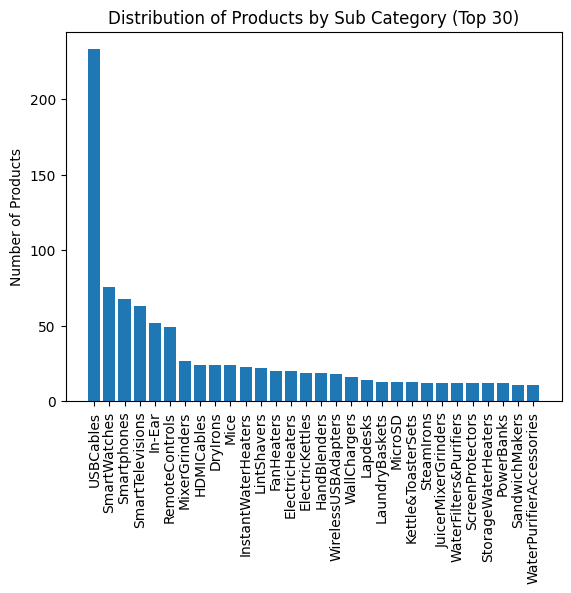 Distribution of Products by Sub Category (Top 30)
Number of Products
200
150
100
50
0
USBCables
SmartWatches
Smartphones
SmartTelevisions
In-Ear
RemoteControls
MixerGrinders
HDMICables
DryIrons
Mice
InstantWaterHeaters
LintShavers
FanHeaters
ElectricHeaters
ElectricKettles
HandBlenders
WirelessUSBAdapters
WallChargers
Lapdesks
LaundryBaskets
MicroSD
Kettle&ToasterSets
SteamIrons
JuicerMixerGrinders
WaterFilters&Purifiers
ScreenProtectors
StorageWaterHeaters
PowerBanks
SandwichMakers
WaterPurifierAccessories